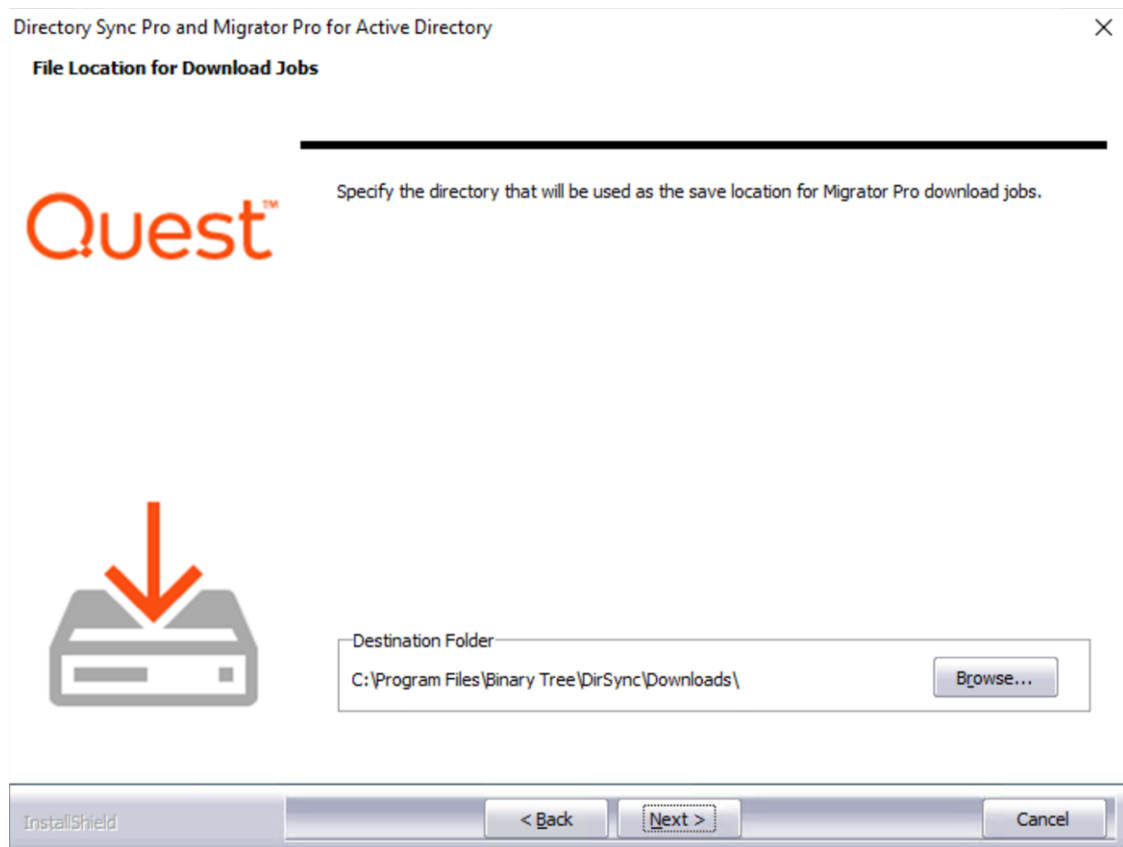 Directory Sync Pro and Migrator Pro for Active Directory
File Location for Download Jobs
Quest™
Specify the directory that will be used as the save location for Migrator Pro download jobs.
Destination Folder
C:\Program Files\Binary Tree\DirSync\Downloads\
Browse...
InstallShield
< Back
Next >
Cancel